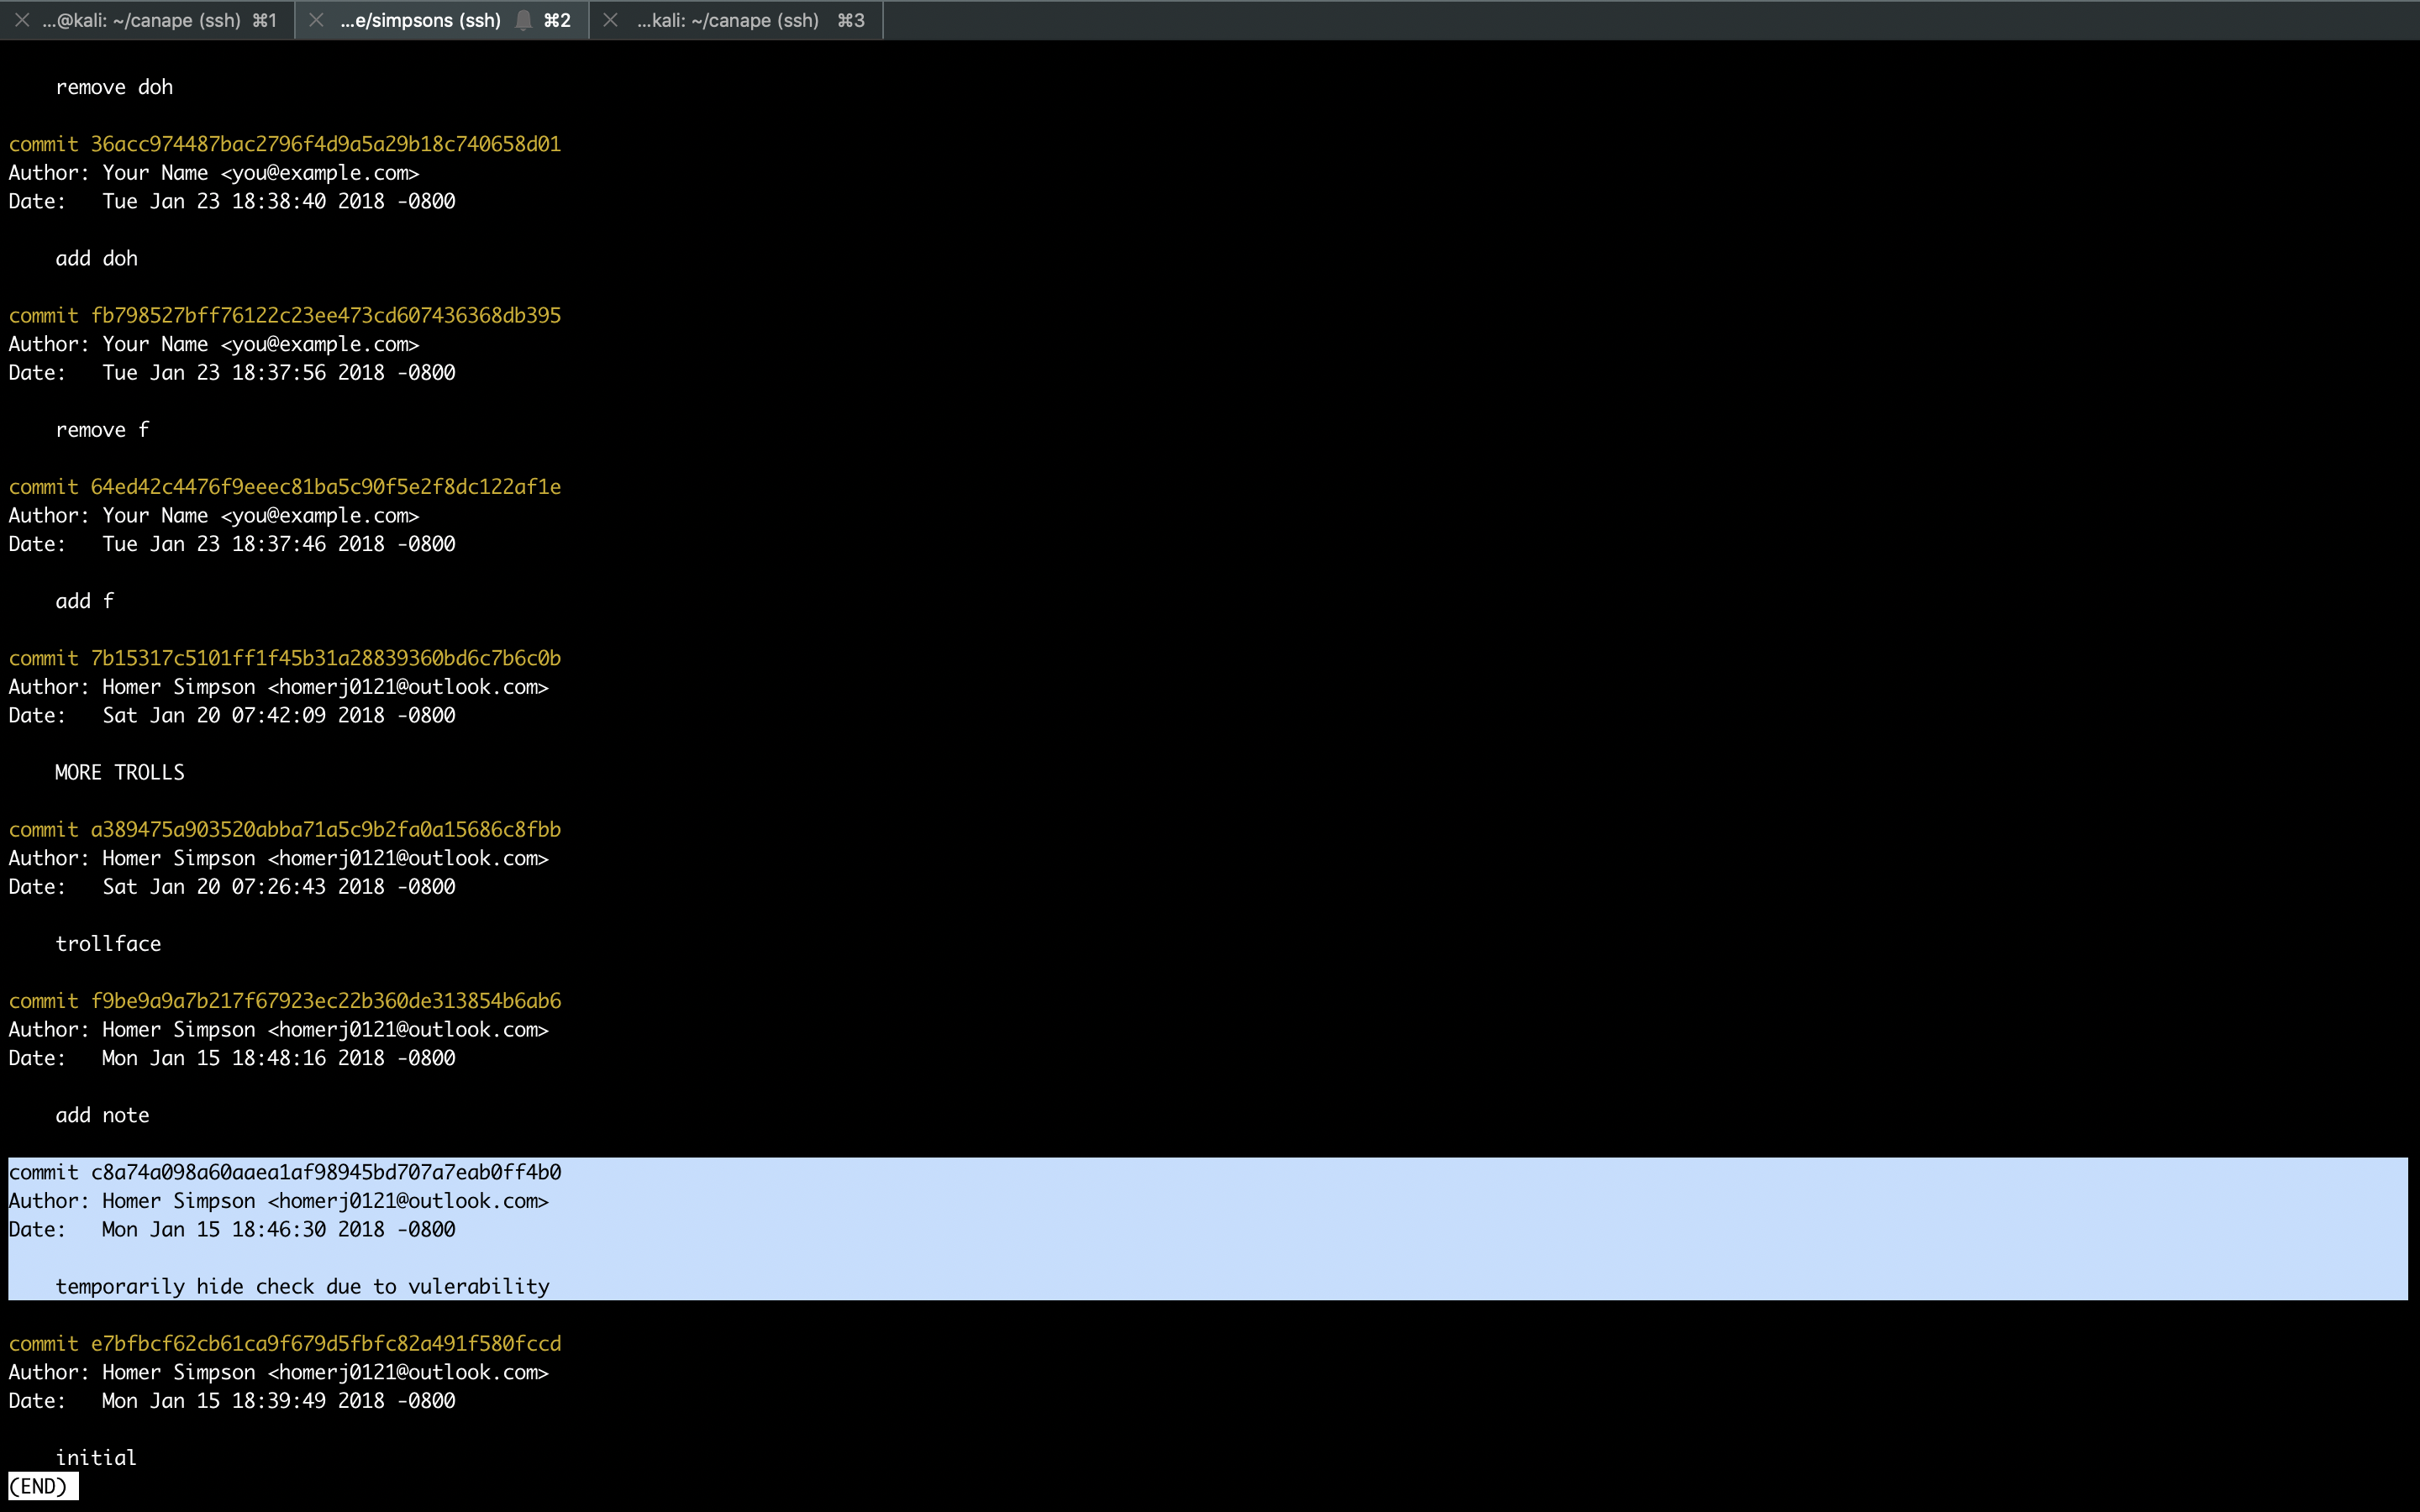 ...@kali: ~/canape (ssh) ⌘1 ...e/simpsons (ssh) ⌘2 ...kali: ~/canape (ssh) ⌘3
remove doh
commit 36acc974487bac2796f4d9a5a29b18c740658d01
Author: Your Name <you@example.com>
Date: Tue Jan 23 18:38:40 2018 -0800
add doh
commit fb798527bff76122c23ee473cd607436368db395
Author: Your Name <you@example.com>
Date: Tue Jan 23 18:37:56 2018 -0800
remove f
commit 64ed42c4476f9eeec81ba5c90f5e2f8dc122af1e
Author: Your Name <you@example.com>
Date: Tue Jan 23 18:37:46 2018 -0800
add f
commit 7b15317c5101ff1f45b31a28839360bd6c7b6c0b
Author: Homer Simpson <homerj0121@outlook.com>
Date: Sat Jan 20 07:42:09 2018 -0800
MORE TROLLS
commit a389475a903520abba71a5c9b2fa0a15686c8fbb
Author: Homer Simpson <homerj0121@outlook.com>
Date: Sat Jan 20 07:26:43 2018 -0800
trollface
commit f9be9a9a7b217f67923ec22b360de313854b6ab6
Author: Homer Simpson <homerj0121@outlook.com>
Date: Mon Jan 15 18:48:16 2018 -0800
add note
commit c8a74a098a60aaea1af98945bd707a7eab0ff4b0
Author: Homer Simpson <homerj0121@outlook.com>
Date: Mon Jan 15 18:46:30 2018 -0800
temporarily hide check due to vulerability
commit e7bfbcf62cb61ca9f679d5fbfc82a491f580fccd
Author: Homer Simpson <homerj0121@outlook.com>
Date: Mon Jan 15 18:39:49 2018 -0800
initial
(END)